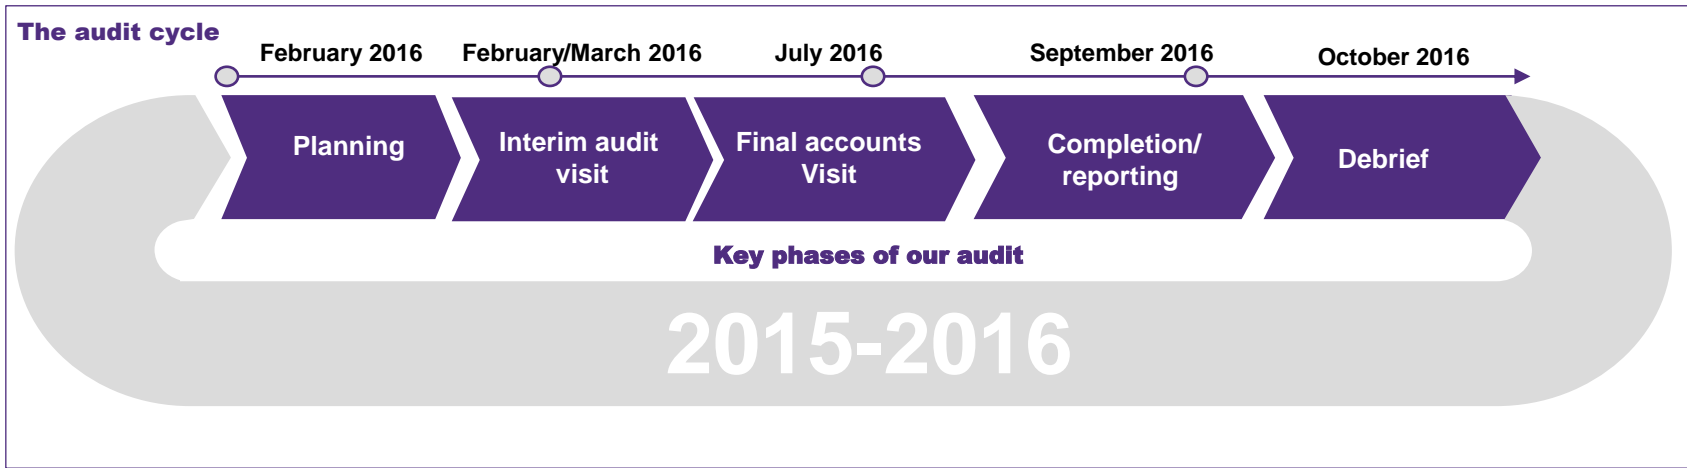 The audit cycle
February 2016
February/March 2016
July 2016
September 2016
October 2016
Planning
Interim audit
visit
Final accounts
Visit
Completion/
reporting
Debrief
Key phases of our audit
2015-2016